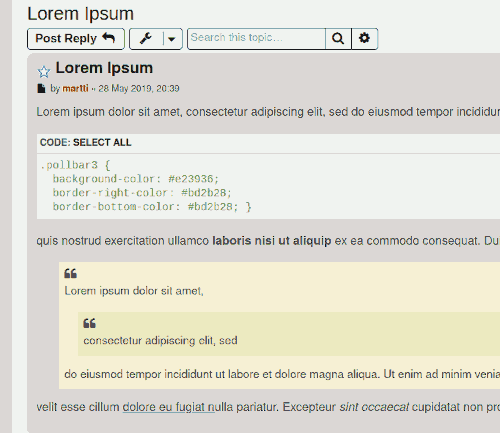 Lorem Ipsum
Post Reply
Search this topic…
Lorem Ipsum
by martti » 28 May 2019, 20:39
Lorem ipsum dolor sit amet, consectetur adipiscing elit, sed do eiusmod tempor incididun
CODE: SELECT ALL
.pollbar3 {
background-color: #e23936;
border-right-color: #bd2b28;
border-bottom-color: #bd2b28; }
quis nostrud exercitation ullamco laboris nisi ut aliquip ex ea commodo consequat. Du
Lorem ipsum dolor sit amet,
consectetur adipiscing elit, sed
do eiusmod tempor incididunt ut labore et dolore magna aliqua. Ut enim ad minim venia
velit esse cillum dolore eu fugiat nulla pariatur. Excepteur sint occaecat cupidatat non pro